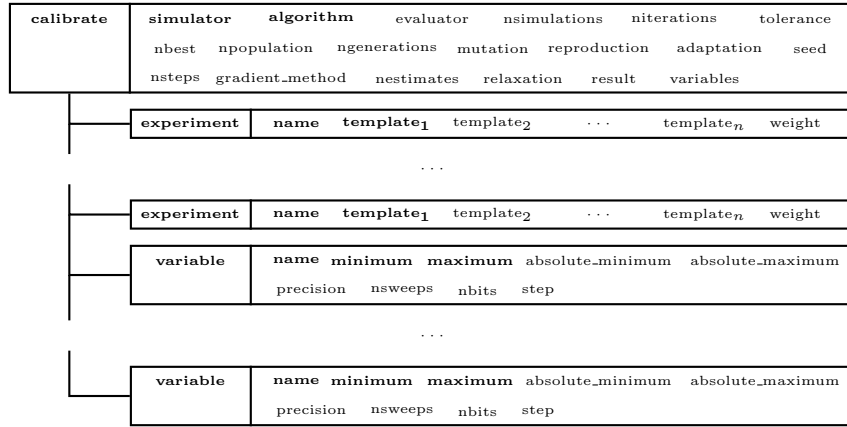 calibrate simulator algorithm evaluator nsimulations niterations tolerance
nbest npopulation ngenerations mutation reproduction adaptation seed
nsteps gradient_method nestimates relaxation result variables
experiment name template₁ template₂ ... templateₙ weight
...
experiment name template₁ template₂ ... templateₙ weight
variable name minimum maximum absolute_minimum absolute_maximum
precision nsweeps nbits step
...
variable name minimum maximum absolute_minimum absolute_maximum
precision nsweeps nbits step